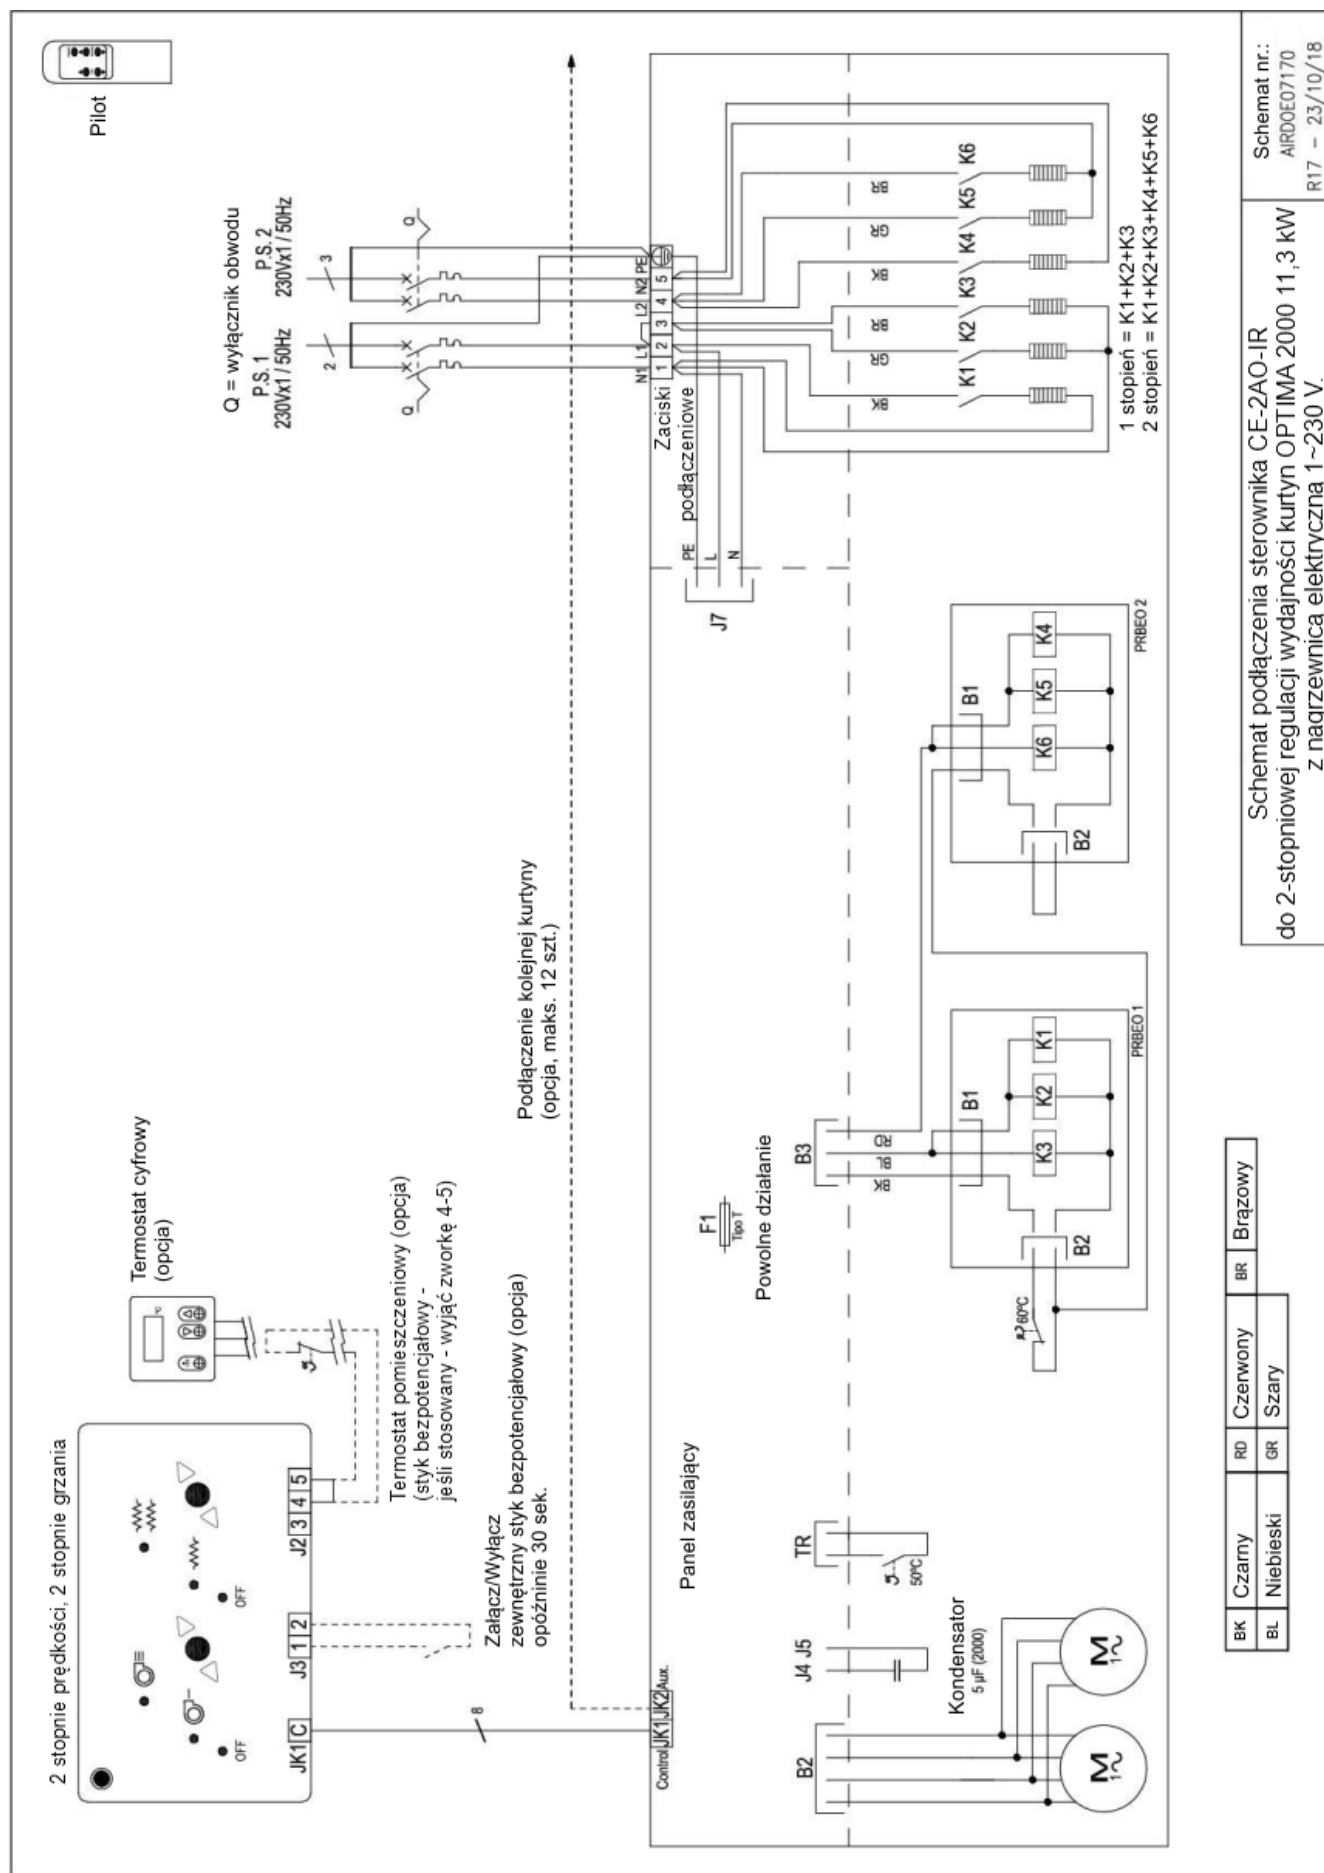 2 stopnie prędkości, 2 stopnie grzania
OFF
OFF
JK1 C
J3 1 2
J2 3 4 5
Termostat cyfrowy
(opcja)
°C
Pilot
Termostat pomieszczeniowy (opcja)
(styk bezpotencjałowy -
jeśli stosowany - wyjąć zworkę 4-5)
Załącz/Wyłącz
zewnętrzny styk bezpotencjałowy (opcja)
opóźninie 30 sek.
8
Podłączenie kolejnej kurtyny
(opcja, maks. 12 szt.)
Q = wyłącznik obwodu
P.S. 1
230Vx1 / 50Hz
P.S. 2
230Vx1 / 50Hz
2
3
Q
Q
N1 L1 L2 N2 PE
1 2 3 4 5
Zaciski
podłączeniowe
Control JK1 JK2 Aux.
Panel zasilający
F1
Tipo T
Powolne działanie
J7
PE
L
N
B2
J4 J5
TR
B3
50ºC
Kondensator
5 µF (2000)
M
1~
M
1~
BK
BL
RD
60ºC
B1
B2
K3 K2 K1
PRBEO 1
B1
B2
K6 K5 K4
PRBEO 2
BK
GR
BR
BK
GR
BR
K1
K2
K3
K4
K5
K6
1 stopień = K1+K2+K3
2 stopień = K1+K2+K3+K4+K5+K6
BK Czarny RD Czerwony BR Brązowy
BL Niebieski GR Szary
Schemat podłączenia sterownika CE-2AO-IR
do 2-stopniowej regulacji wydajności kurtyn OPTIMA 2000 11,3 kW
z nagrzewnica elektryczna 1~230 V.
Schemat nr.:
AIRDOE07170
R17 - 23/10/18